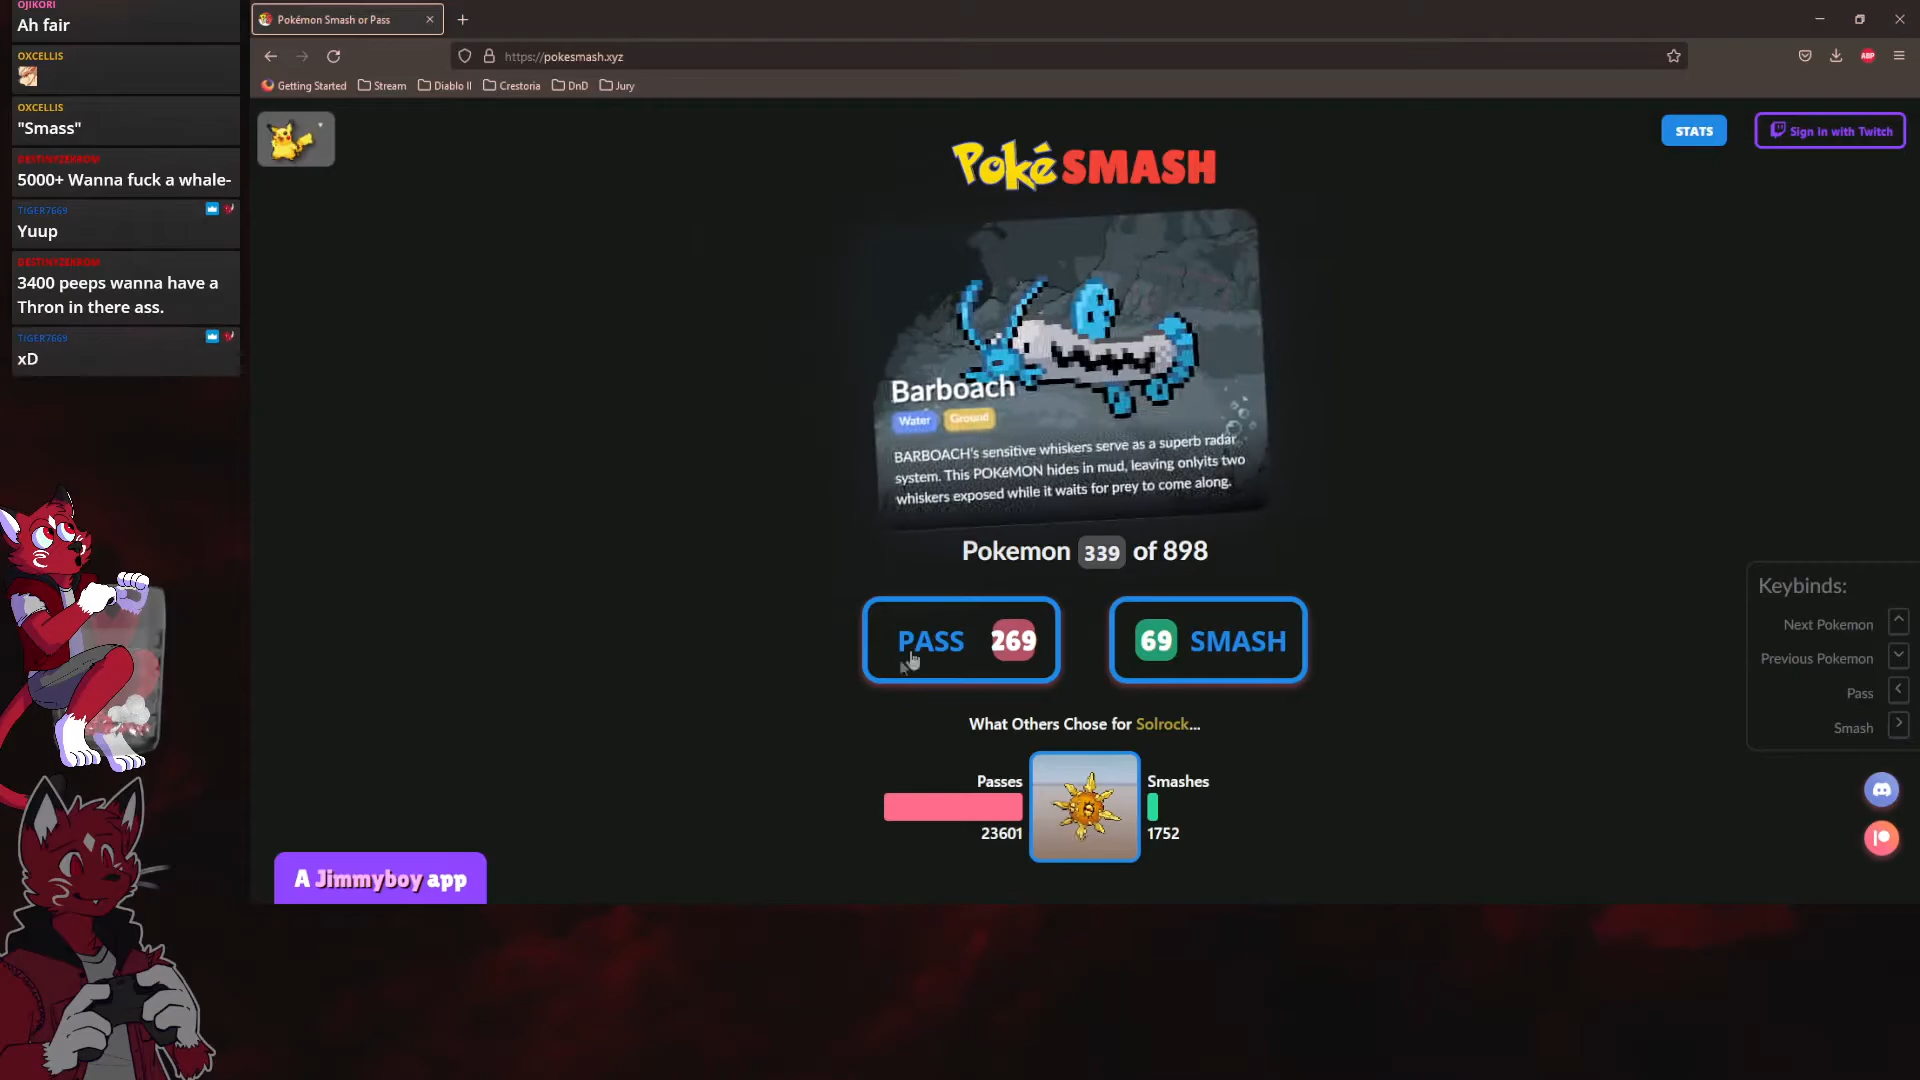 OJIKORI
Ah fair
OXCELLIS
OXCELLIS
"Smass"
DESTINYZEKROM
5000+ Wanna fuck a whale-
TIGER7669
Yuup
DESTINYZEKROM
3400 peeps wanna have a
Thron in there ass.
TIGER7669
xD
Pokémon Smash or Pass
https://pokesmash.xyz
ABP
Getting Started
Stream
Diablo II
Crestoria
DnD
Jury
STATS
Sign in with Twitch
Poké SMASH
Barboach
Water Ground
BARBOACH's sensitive whiskers serve as a superb radar
system. This POKéMON hides in mud, leaving onlyits two
whiskers exposed while it waits for prey to come along.
Pokemon 339 of 898
PASS 269
69 SMASH
Keybinds:
Next Pokemon
Previous Pokemon
Pass
Smash
What Others Chose for Solrock...
Passes
23601
Smashes
1752
A Jimmyboy app